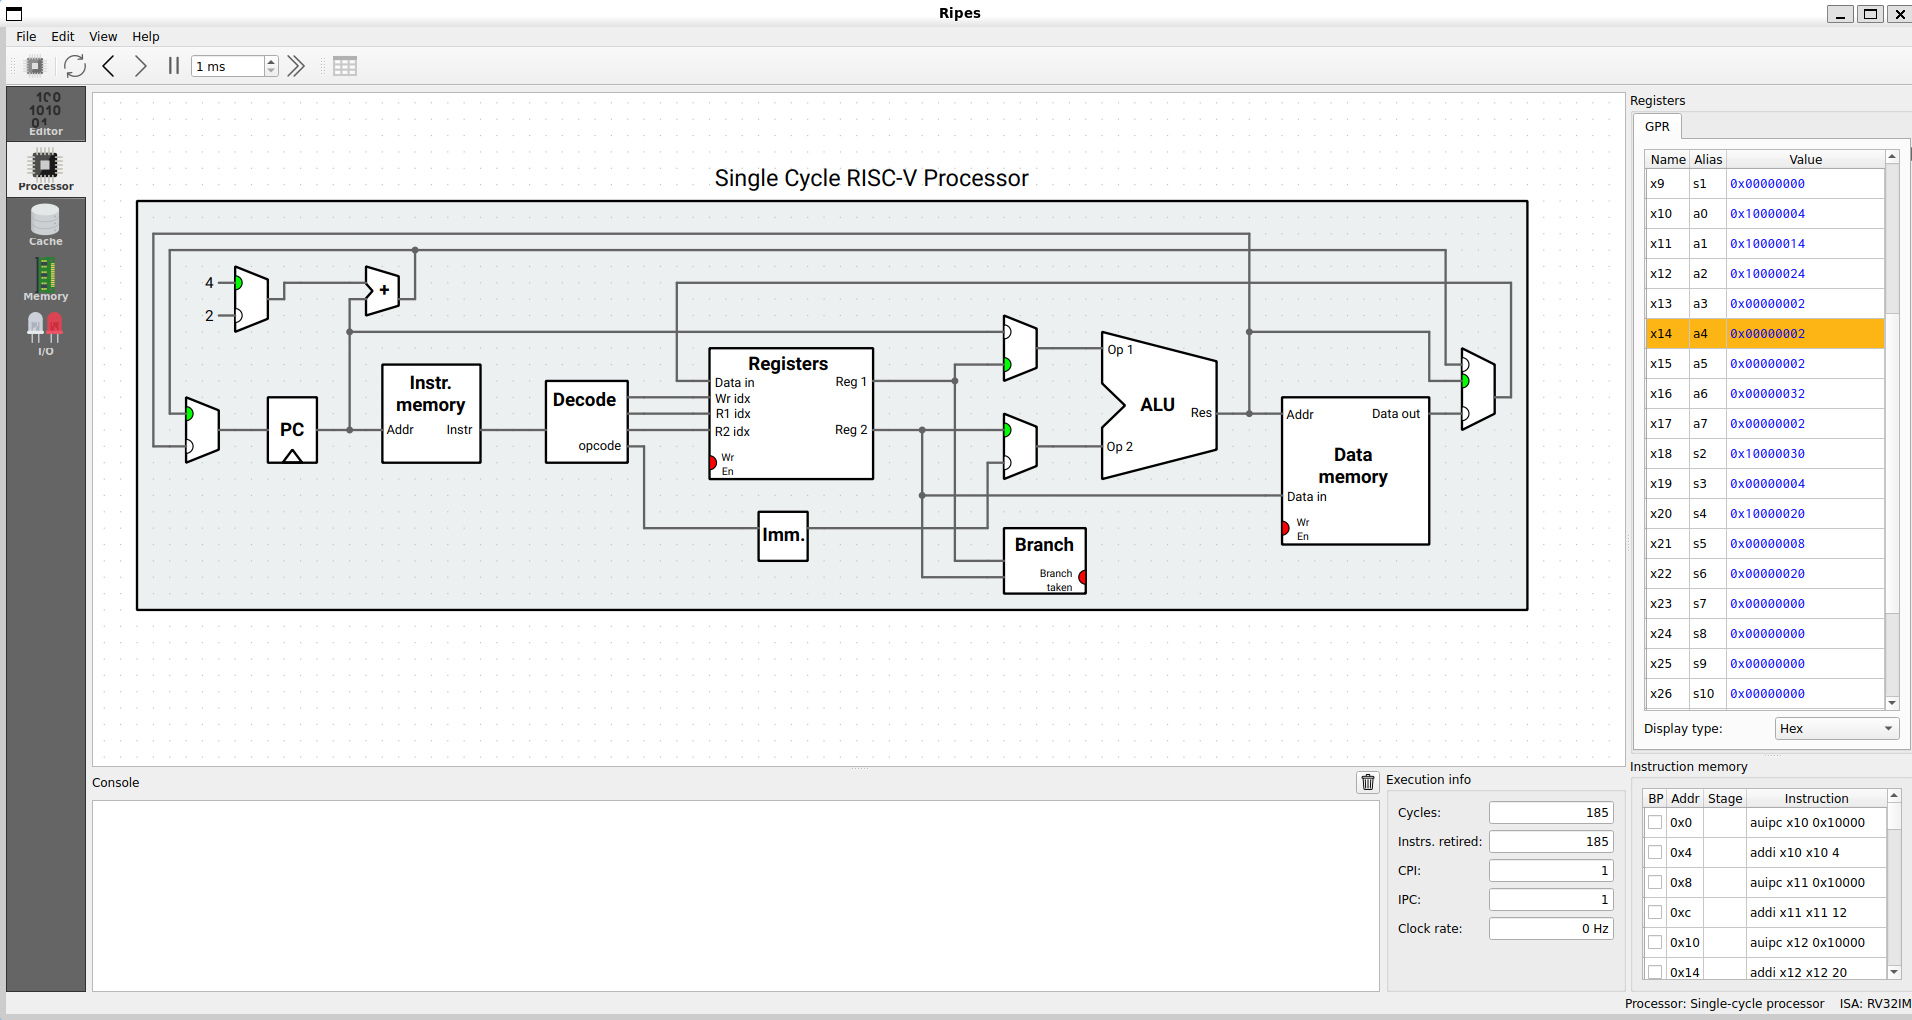 Ripes
File Edit View Help
1 ms
100
1010
01
Editor
Processor
Cache
Memory
I/O
Single Cycle RISC-V Processor
4
2
+
PC
Instr.
memory
Addr Instr
Decode
opcode
Registers
Data in
Wr idx
R1 idx
R2 idx
Wr
En
Reg 1
Reg 2
Imm.
Op 1
ALU
Res
Op 2
Branch
Branch
taken
Addr Data out
Data
memory
Data in
Wr
En
Registers
GPR
Name Alias Value
x9 s1 0x00000000
x10 a0 0x10000004
x11 a1 0x10000014
x12 a2 0x10000024
x13 a3 0x00000002
x14 a4 0x00000002
x15 a5 0x00000002
x16 a6 0x00000032
x17 a7 0x00000002
x18 s2 0x10000030
x19 s3 0x00000004
x20 s4 0x10000020
x21 s5 0x00000008
x22 s6 0x00000020
x23 s7 0x00000000
x24 s8 0x00000000
x25 s9 0x00000000
x26 s10 0x00000000
Display type: Hex
Console
Execution info
Cycles: 185
Instrs. retired: 185
CPI: 1
IPC: 1
Clock rate: 0 Hz
Instruction memory
BP Addr Stage Instruction
0x0 auipc x10 0x10000
0x4 addi x10 x10 4
0x8 auipc x11 0x10000
0xc addi x11 x11 12
0x10 auipc x12 0x10000
0x14 addi x12 x12 20
Processor: Single-cycle processor ISA: RV32IM